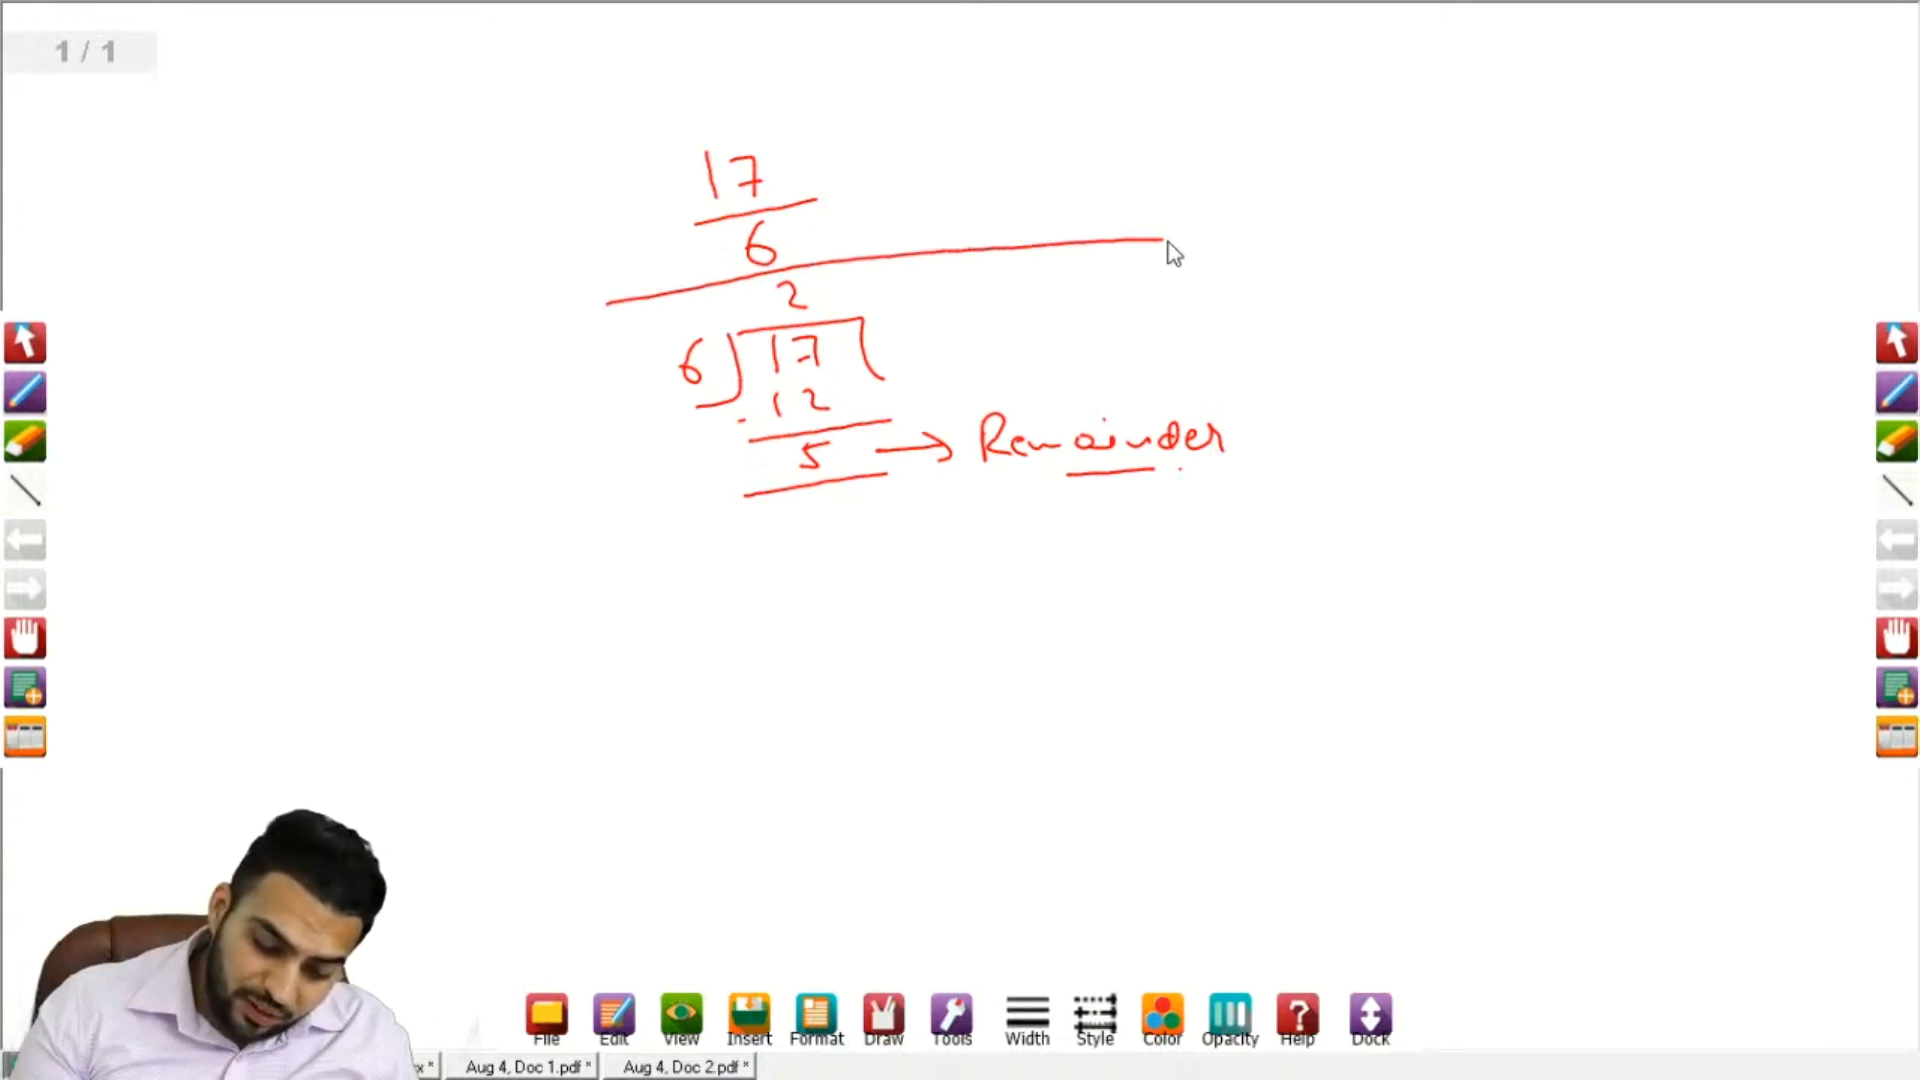 1 / 1
17
6
2
6 17
- 12
5 → Remainder
File Edit View Insert Format Draw Tools Width Style Color Opacity Help Dock
x * Aug 4, Doc 1.pdf * Aug 4, Doc 2.pdf *